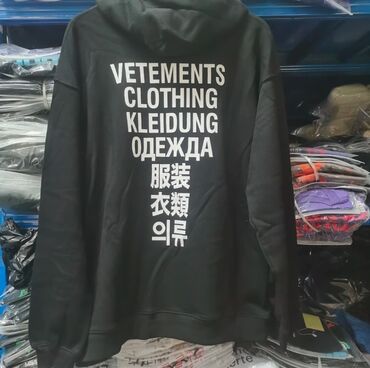 VETEMENTS
CLOTHING
KLEIDUNG
ОДЕЖДА
服装
衣類
의류